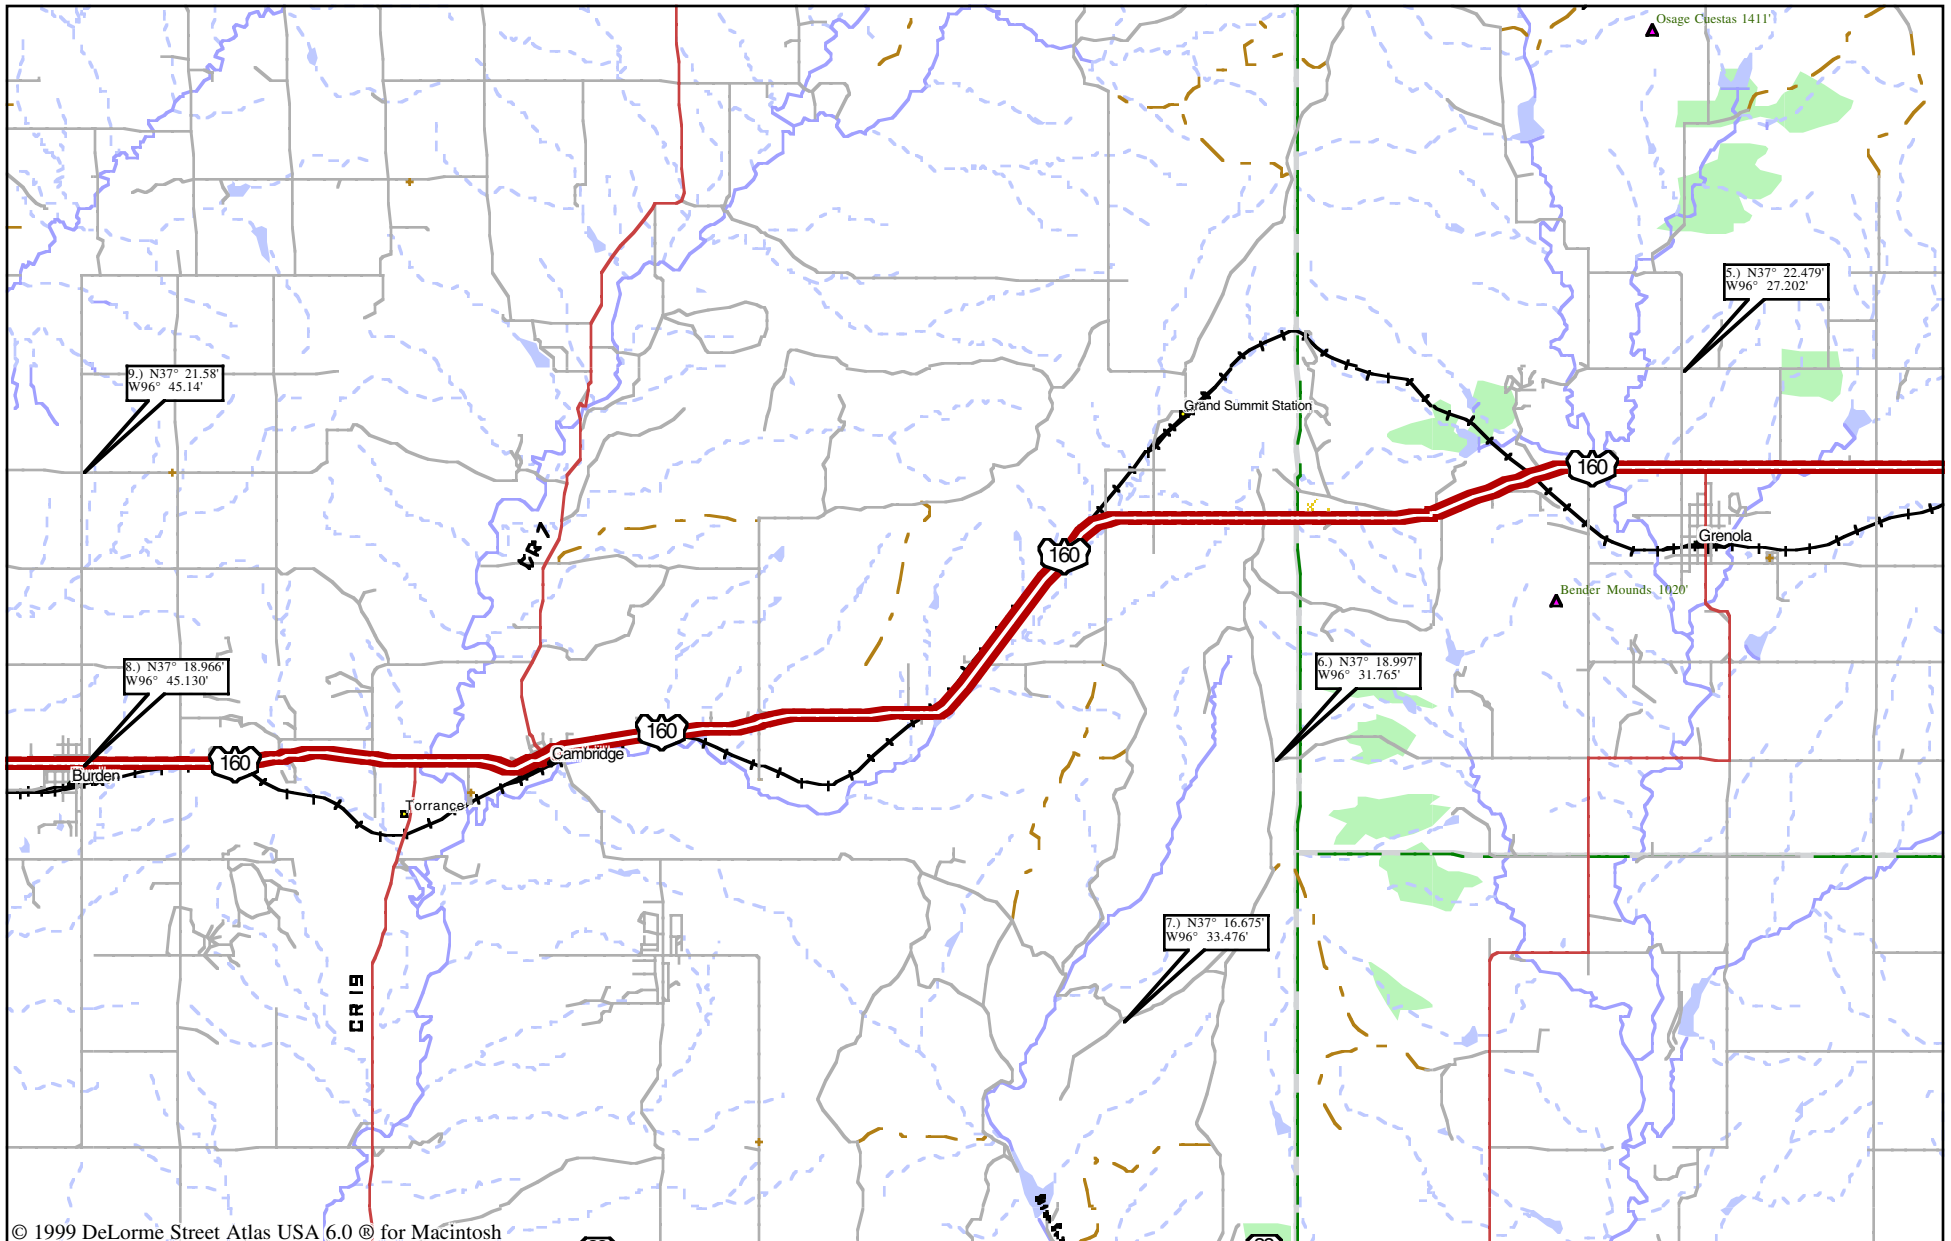 Osage Cuestas 1411'
5.) N37° 22.479'
W96° 27.202'
9.) N37° 21.58'
W96° 45.14'
Grand Summit Station
160
CR 7
Grenola
160
Bender Mounds 1020'
8.) N37° 18.966'
W96° 45.130'
6.) N37° 18.997'
W96° 31.765'
160
Cambridge
160
Burden
Torrance
7.) N37° 16.675'
W96° 33.476'
CR 19
© 1999 DeLorme Street Atlas USA 6.0 ® for Macintosh